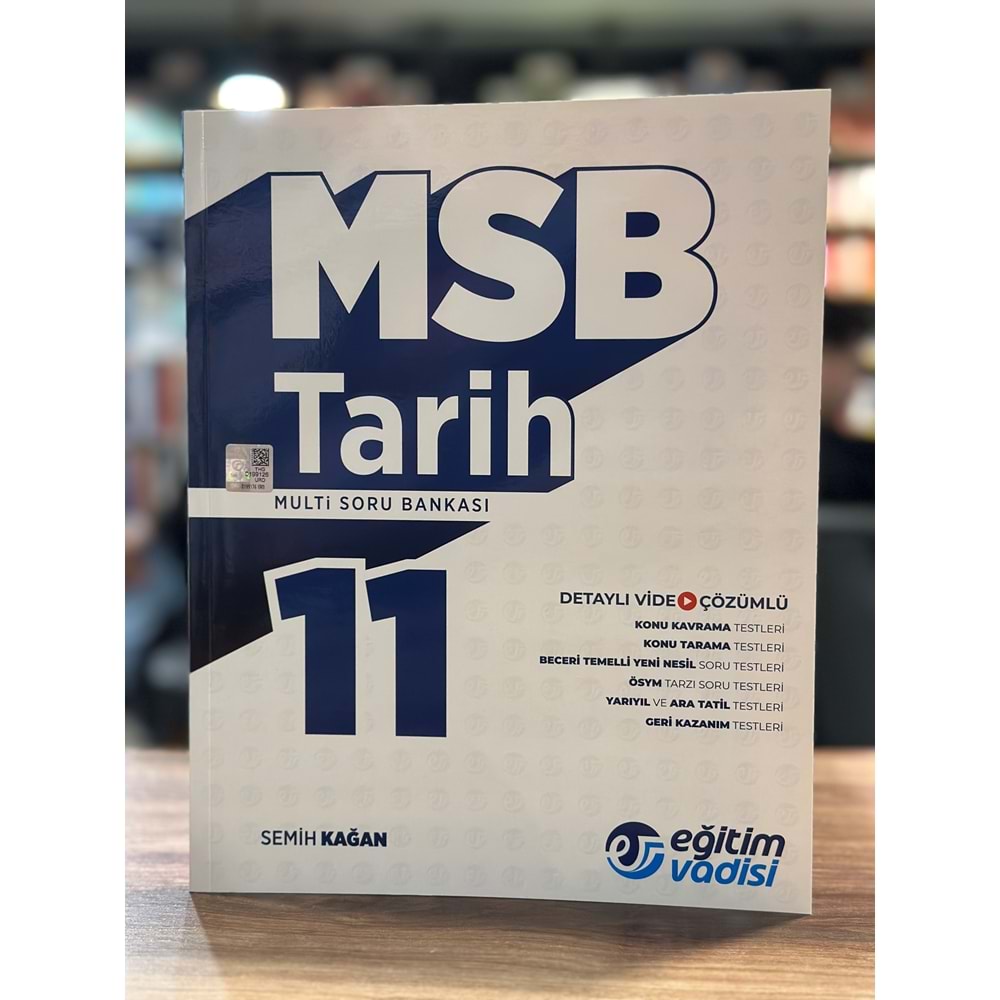 MSB
Tarih
MULTi SORU BANKASI
11
DETAYLI VİDEO ÇÖZÜMLÜ
KONU KAVRAMA TESTLERİ
KONU TARAMA TESTLERİ
BECERİ TEMELLİ YENİ NESİL SORU TESTLERİ
ÖSYM TARZI SORU TESTLERİ
YARIYIL VE ARA TATİL TESTLERİ
GERİ KAZANIM TESTLERİ
SEMİH KAĞAN
eğitim
vadisi